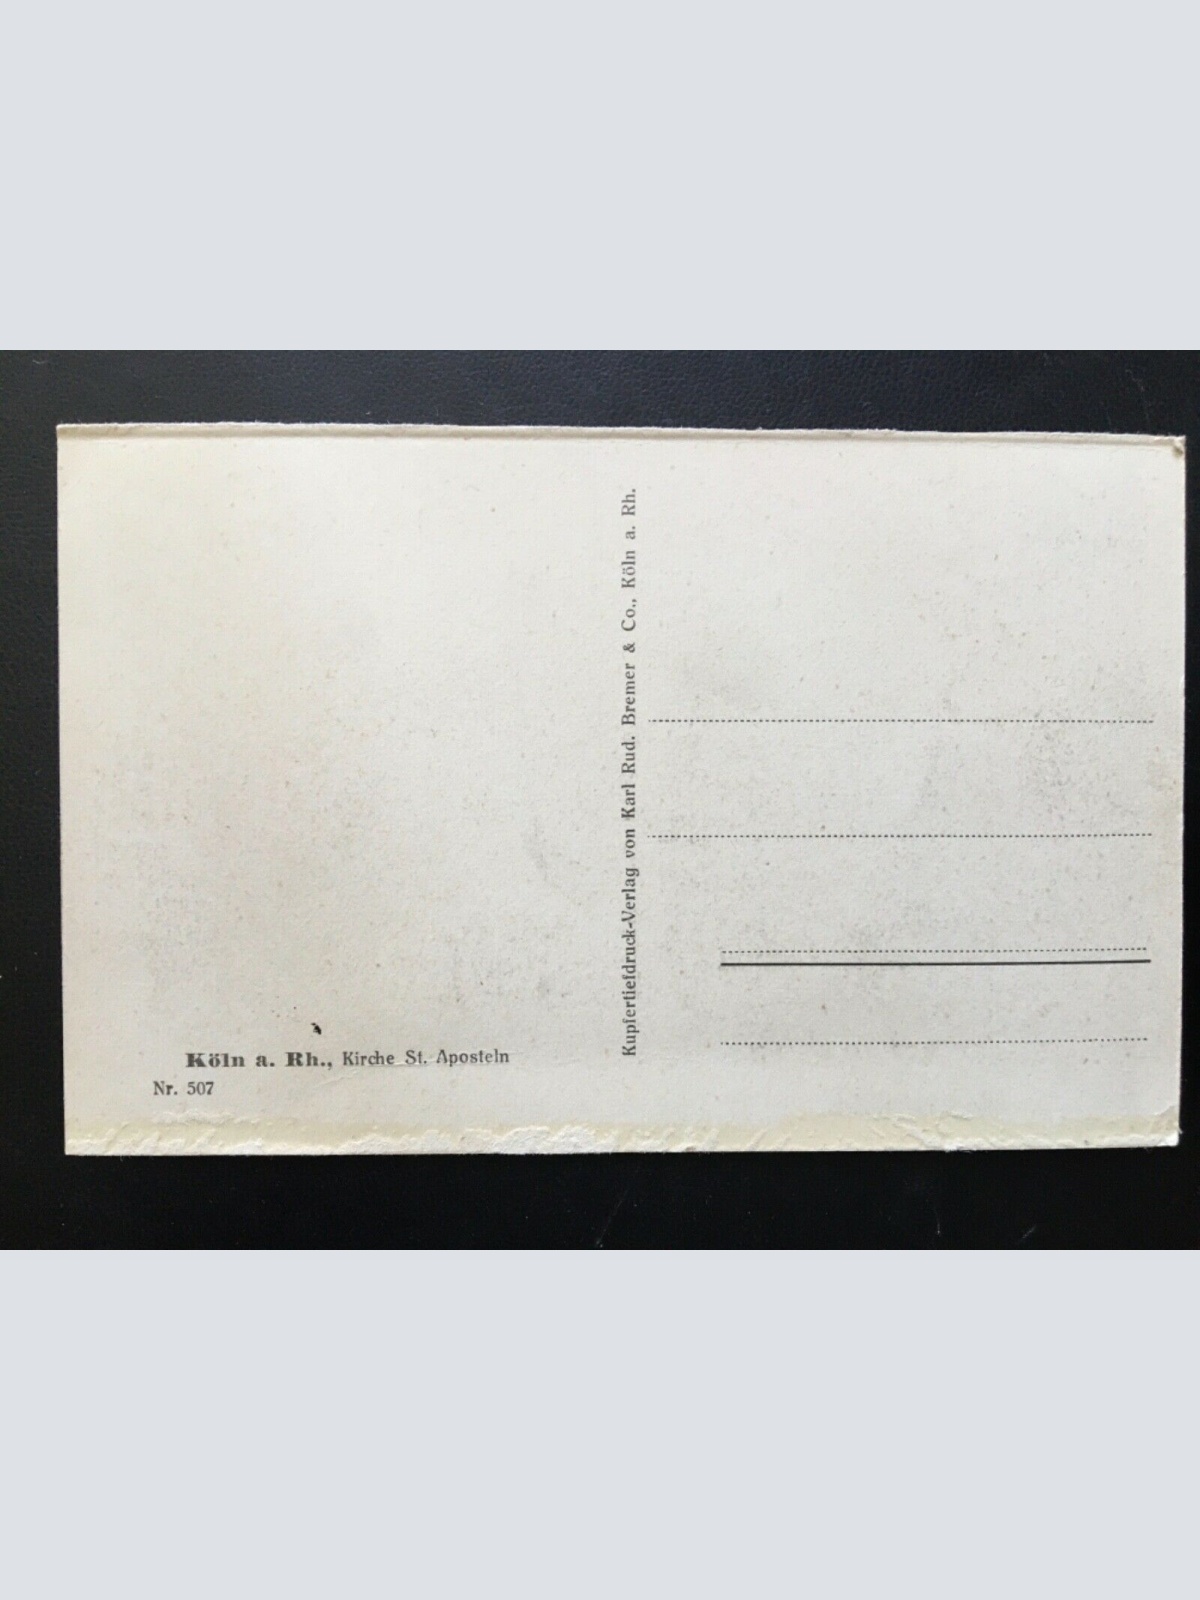 Köln a. Rh., Kirche St. Aposteln
Nr. 507
Kupfertiefdruck-Verlag von Karl Rud. Bremer & Co., Köln a. Rh.